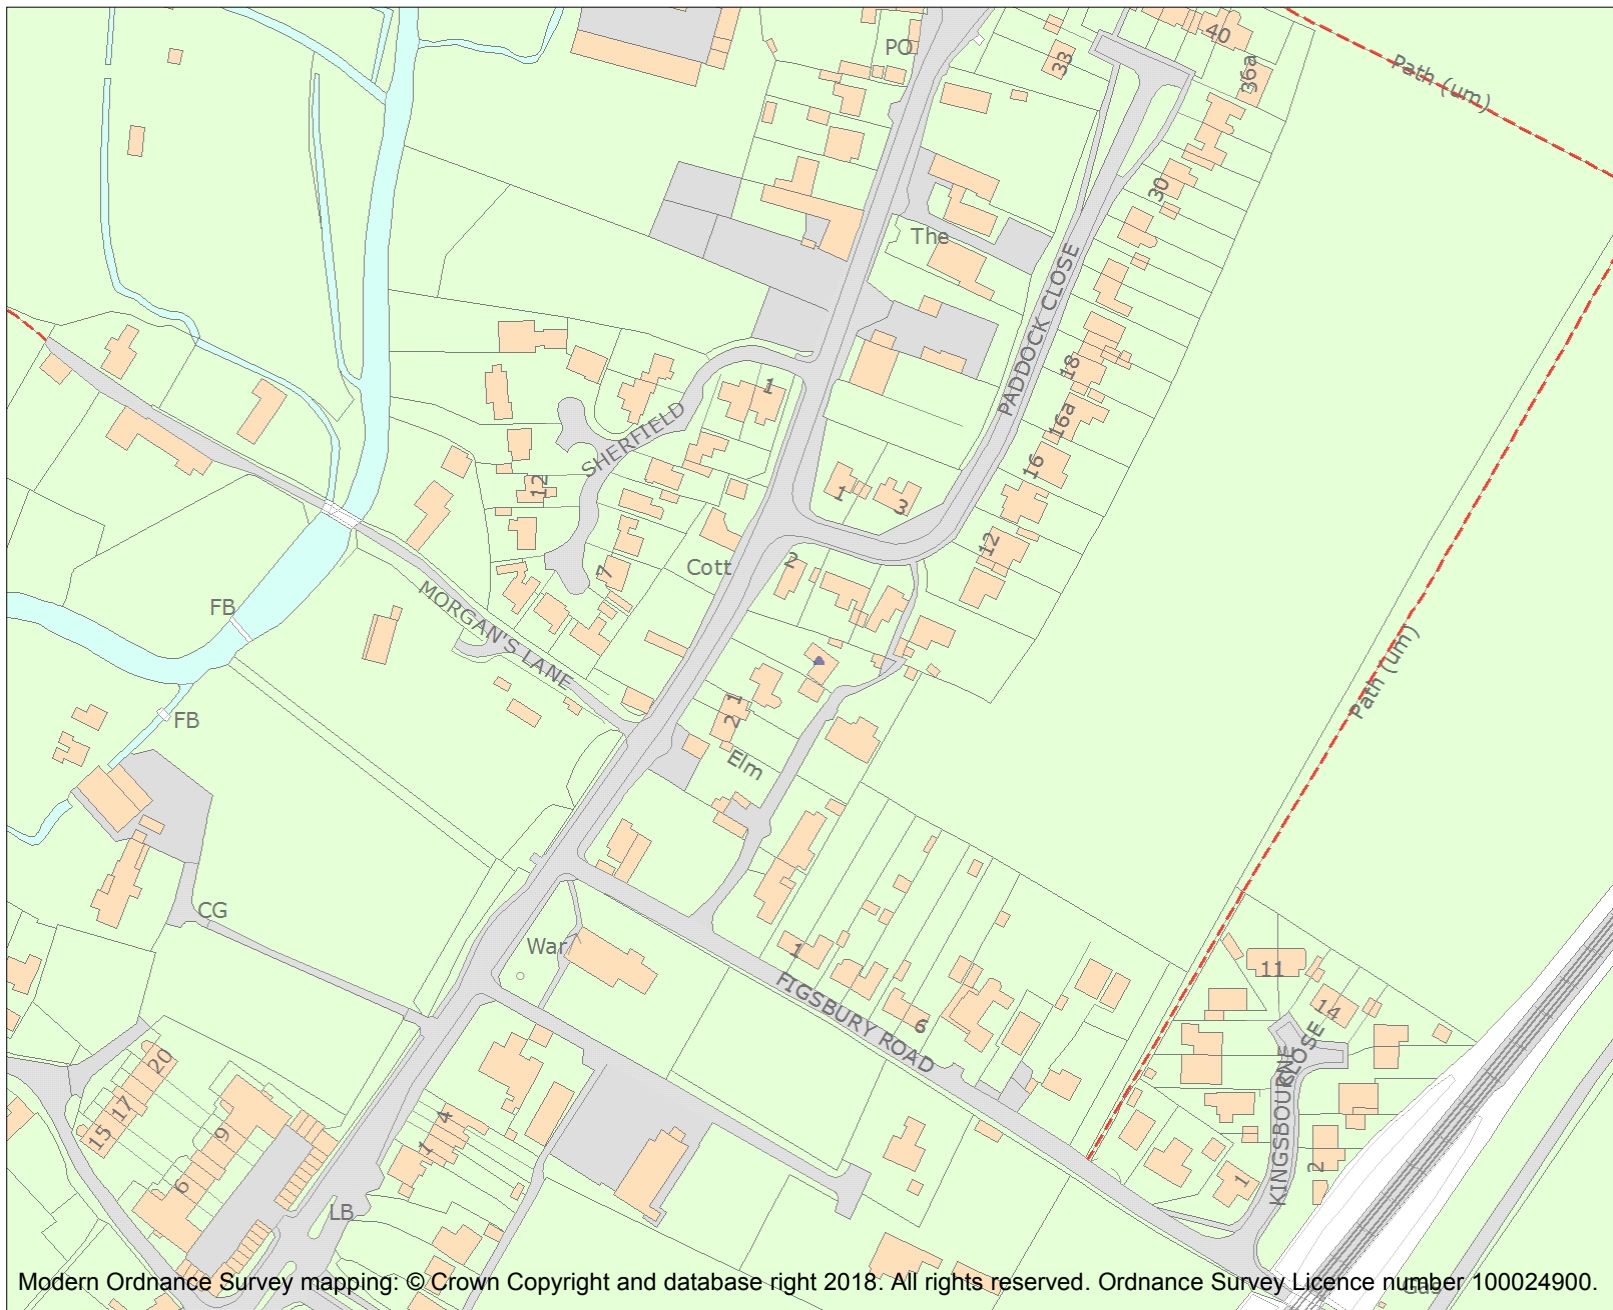 40
PO
33
36a
Path (um)
30
The
PADDOCK CLOSE
18
1
SHERFIELD
16a
16
12
1
3
12
2
Cott
7
MORGAN'S LANE
FB
Path (um)
1
2
FB
Elm
CG
War
1
FIGSBURY ROAD
6
11
14
KINGSBOURNE
CLOSE
20
17
15
9
6
4
1
2
1
LB
Modern Ordnance Survey mapping: © Crown Copyright and database right 2018. All rights reserved. Ordnance Survey Licence number 100024900.
Gas